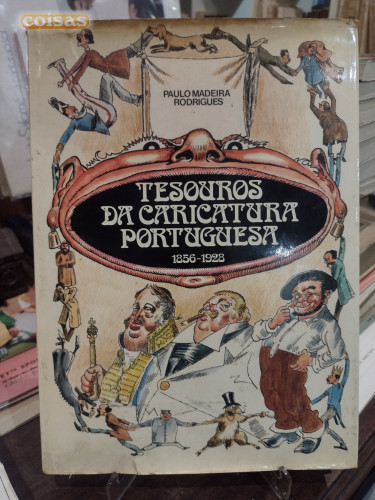 coisas
PAULO MADEIRA
RODRIGUES
TESOUROS
DA CARICATURA
PORTUGUESA
1856-1928